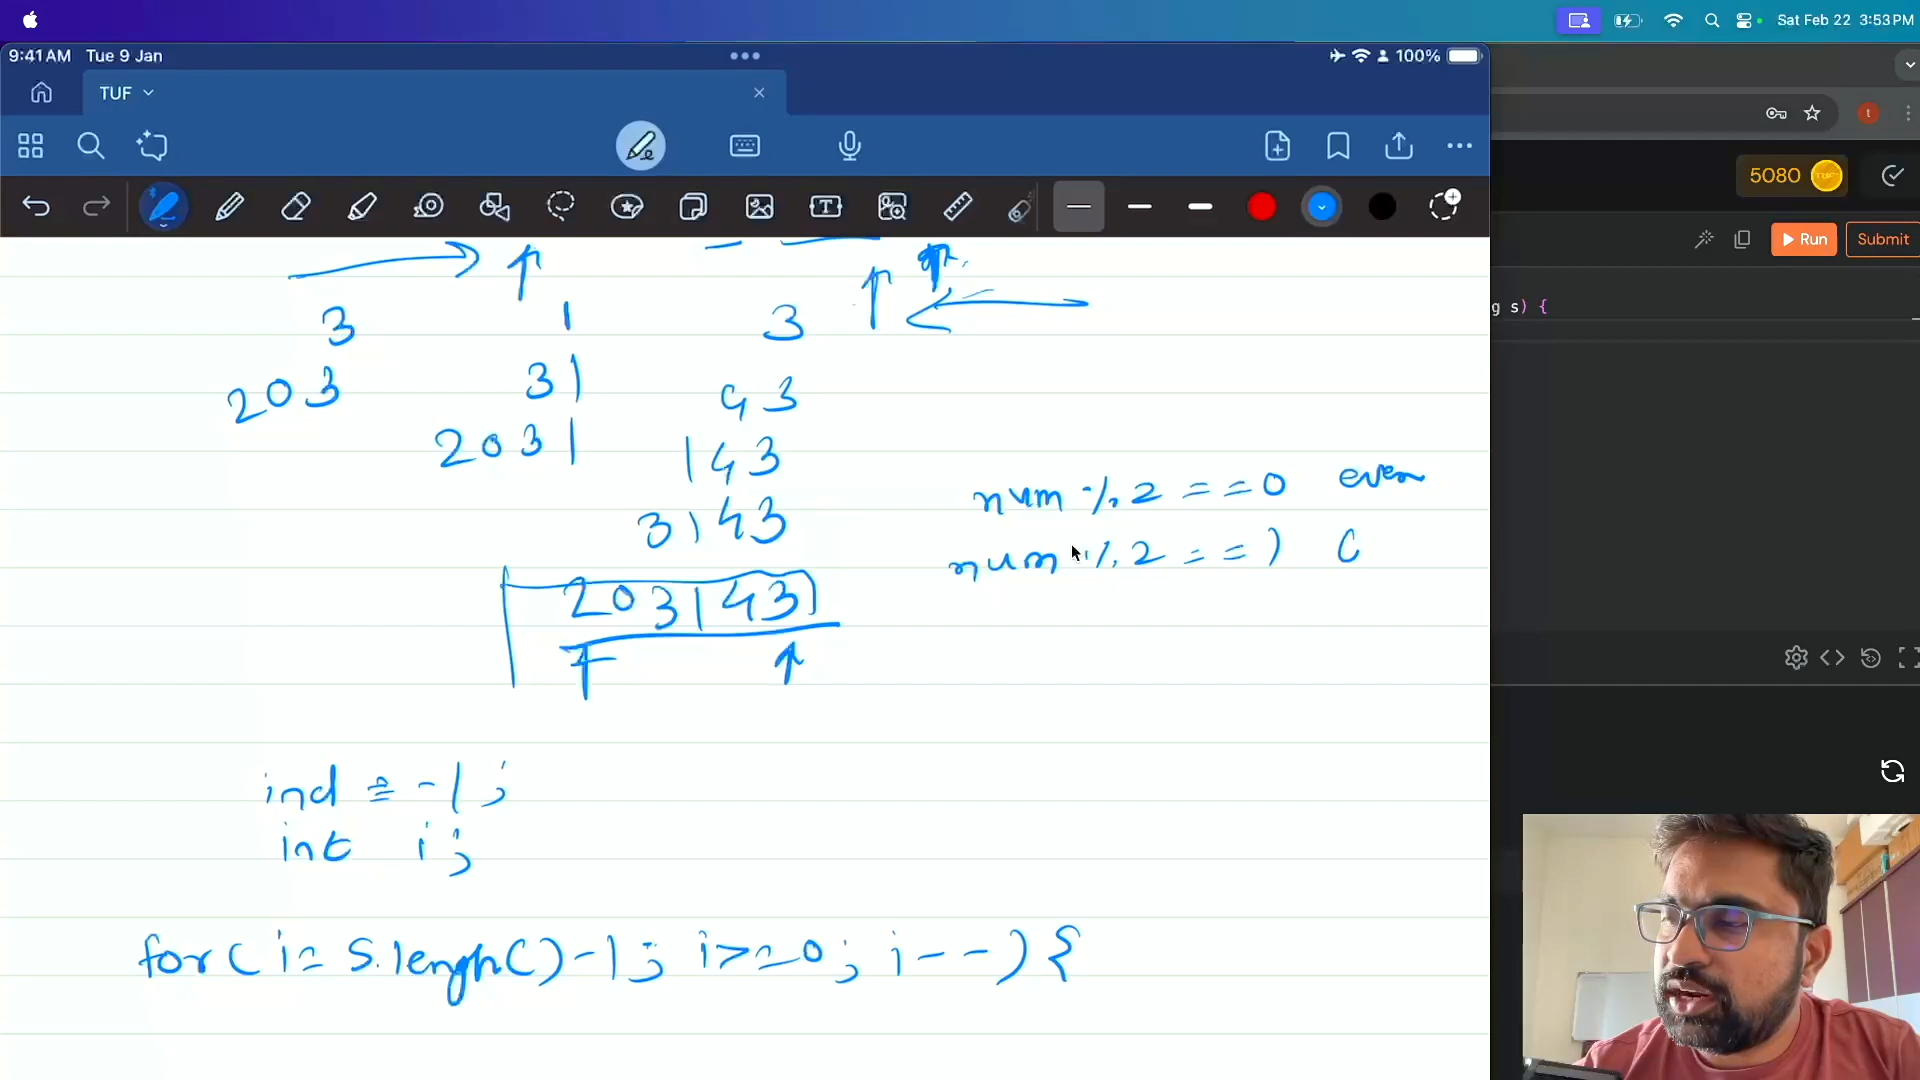 Sat Feb 22 3:53 PM
9:41 AM Tue 9 Jan
100%
TUF
5080
Run
Submit
g s) {
3 1 3
203 31 43
2031 143
3143
203143
num % 2 == 0 even
num % 2 == 1
ind = -1;
int i;
for( i= s.length()-1; i>=0; i--) {